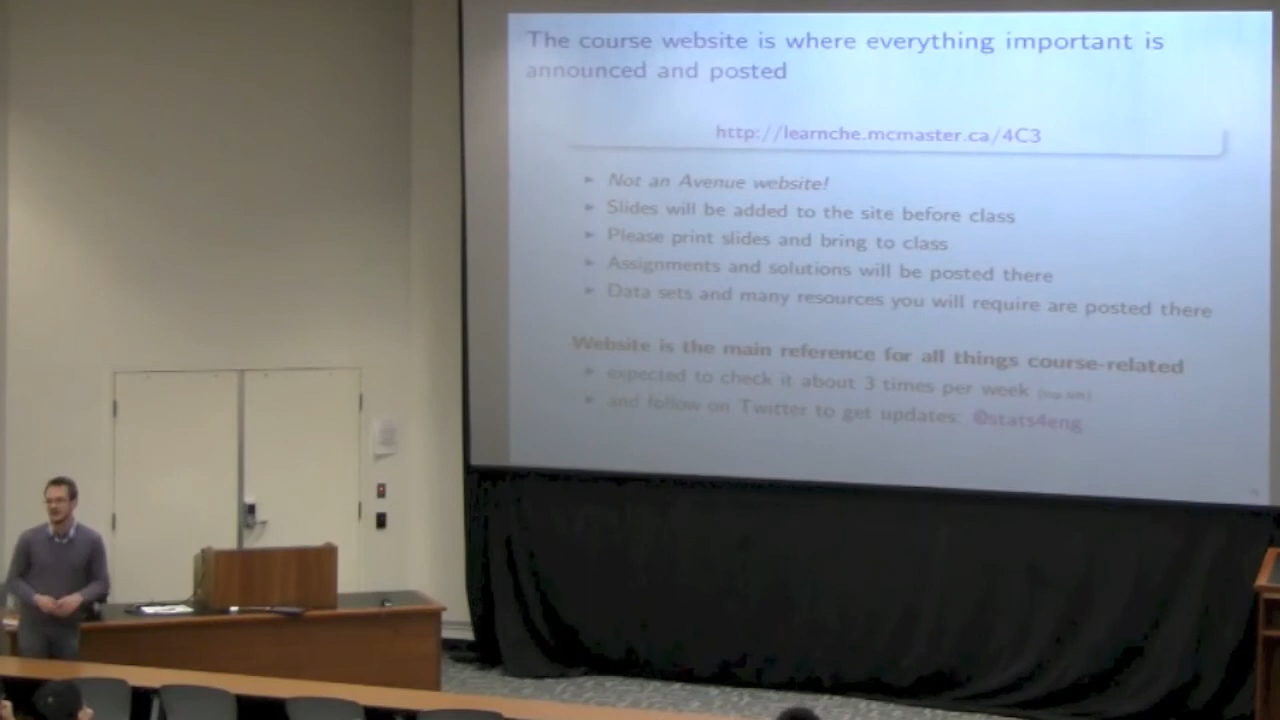 The course website is where everything important is
announced and posted
http://learnche.mcmaster.ca/4C3
Not an Avenue website!
Slides will be added to the site before class
Please print slides and bring to class
Assignments and solutions will be posted there
Data sets and many resources you will require are posted there
Website is the main reference for all things course-related
expected to check it about 3 times per week
and follow on Twitter to get updates: @stats4eng